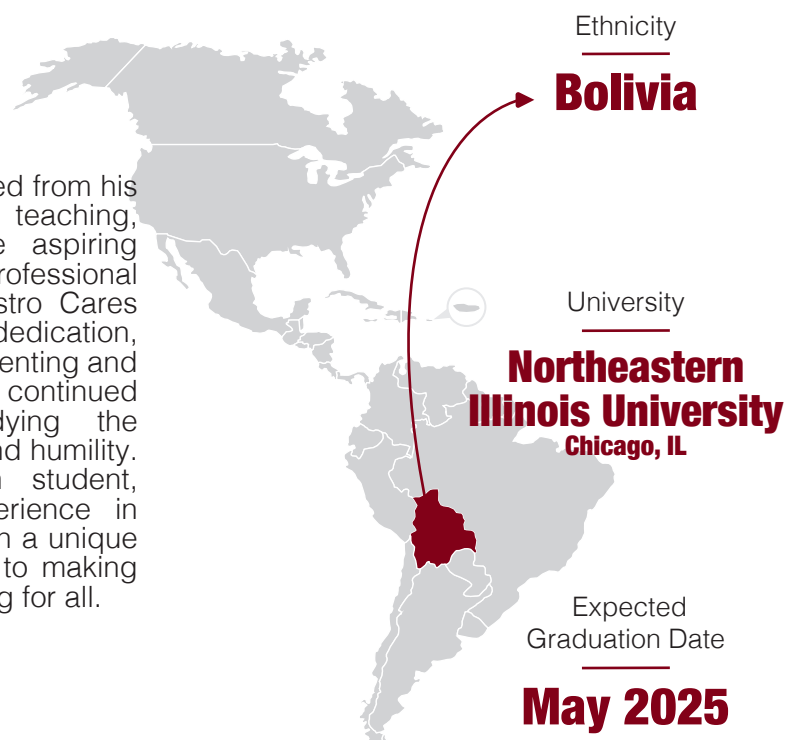 ed from his
teaching,
aspiring
rofessional
stro Cares
dedication,
enting and
continued
dying the
nd humility.
student,
erience in
n a unique
to making
g for all.
Ethnicity
Bolivia
University
Northeastern
Illinois University
Chicago, IL
Expected
Graduation Date
May 2025